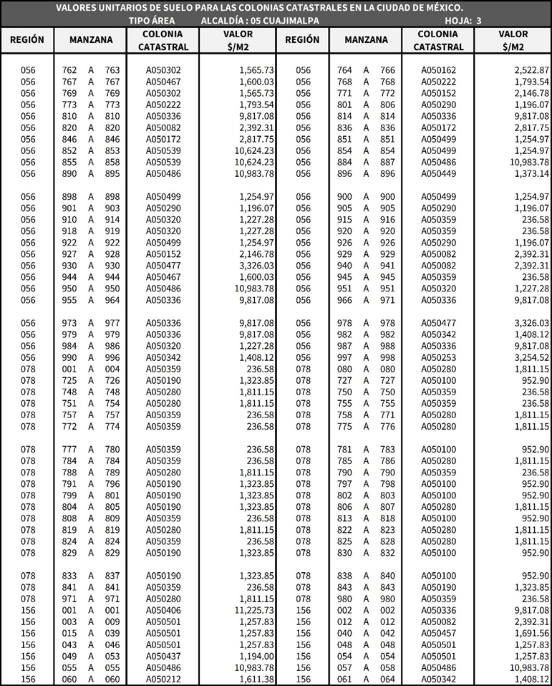 VALORES UNITARIOS DE SUELO PARA LAS COLONIAS CATASTRALES EN LA CIUDAD DE MÉXICO.
TIPO ÁREA ALCALDÍA : 05 CUAJIMALPA HOJA: 3
REGIÓN MANZANA COLONIA CATASTRAL VALOR $/M2 REGIÓN MANZANA COLONIA CATASTRAL VALOR $/M2
056 762 A 763 A050302 1,565.73 056 764 A 766 A050162 2,522.87
056 767 A 767 A050467 1,600.03 056 768 A 768 A050222 1,793.54
056 769 A 769 A050302 1,565.73 056 771 A 772 A050152 2,146.78
056 773 A 773 A050222 1,793.54 056 801 A 806 A050290 1,196.07
056 810 A 810 A050336 9,817.08 056 814 A 814 A050336 9,817.08
056 820 A 820 A050082 2,392.31 056 836 A 836 A050172 2,817.75
056 846 A 846 A050172 2,817.75 056 851 A 851 A050499 1,254.97
056 852 A 853 A050539 10,624.23 056 854 A 854 A050499 1,254.97
056 855 A 858 A050539 10,624.23 056 884 A 887 A050486 10,983.78
056 890 A 895 A050486 10,983.78 056 896 A 896 A050449 1,373.14
056 898 A 898 A050499 1,254.97 056 900 A 900 A050499 1,254.97
056 901 A 903 A050290 1,196.07 056 905 A 905 A050290 1,196.07
056 910 A 914 A050320 1,227.28 056 915 A 916 A050359 236.58
056 918 A 919 A050320 1,227.28 056 920 A 920 A050359 236.58
056 922 A 922 A050499 1,254.97 056 926 A 926 A050290 1,196.07
056 927 A 928 A050152 2,146.78 056 929 A 929 A050082 2,392.31
056 930 A 930 A050477 3,326.03 056 940 A 941 A050082 2,392.31
056 944 A 944 A050467 1,600.03 056 945 A 945 A050359 236.58
056 950 A 950 A050486 10,983.78 056 951 A 951 A050320 1,227.28
056 955 A 964 A050336 9,817.08 056 966 A 971 A050336 9,817.08
056 973 A 977 A050336 9,817.08 056 978 A 978 A050477 3,326.03
056 979 A 979 A050336 9,817.08 056 982 A 982 A050342 1,408.12
056 984 A 986 A050320 1,227.28 056 987 A 988 A050336 9,817.08
056 990 A 996 A050342 1,408.12 056 997 A 998 A050253 3,254.52
078 001 A 004 A050359 236.58 078 080 A 080 A050280 1,811.15
078 725 A 726 A050190 1,323.85 078 727 A 727 A050100 952.90
078 748 A 748 A050280 1,811.15 078 750 A 750 A050359 236.58
078 751 A 754 A050280 1,811.15 078 755 A 755 A050359 236.58
078 757 A 757 A050359 236.58 078 758 A 771 A050280 1,811.15
078 772 A 774 A050359 236.58 078 775 A 776 A050280 1,811.15
078 777 A 780 A050359 236.58 078 781 A 783 A050100 952.90
078 784 A 784 A050359 236.58 078 785 A 786 A050280 1,811.15
078 788 A 789 A050280 1,811.15 078 790 A 790 A050359 236.58
078 791 A 796 A050190 1,323.85 078 797 A 798 A050100 952.90
078 799 A 801 A050190 1,323.85 078 802 A 803 A050100 952.90
078 804 A 805 A050190 1,323.85 078 806 A 807 A050280 1,811.15
078 808 A 809 A050359 236.58 078 813 A 818 A050100 952.90
078 819 A 819 A050280 1,811.15 078 822 A 823 A050280 1,811.15
078 824 A 824 A050359 236.58 078 825 A 828 A050280 1,811.15
078 829 A 829 A050190 1,323.85 078 830 A 832 A050100 952.90
078 833 A 837 A050190 1,323.85 078 838 A 840 A050100 952.90
078 841 A 841 A050359 236.58 078 843 A 843 A050190 1,323.85
078 971 A 971 A050280 1,811.15 078 980 A 980 A050359 236.58
156 001 A 001 A050406 11,225.73 156 002 A 002 A050336 9,817.08
156 003 A 009 A050501 1,257.83 156 012 A 012 A050082 2,392.31
156 015 A 039 A050501 1,257.83 156 040 A 042 A050457 1,691.56
156 043 A 046 A050501 1,257.83 156 048 A 048 A050501 1,257.83
156 049 A 053 A050437 1,194.00 156 054 A 054 A050501 1,257.83
156 055 A 055 A050486 10,983.78 156 057 A 058 A050486 10,983.78
156 060 A 060 A050212 1,611.38 156 061 A 064 A050342 1,408.12